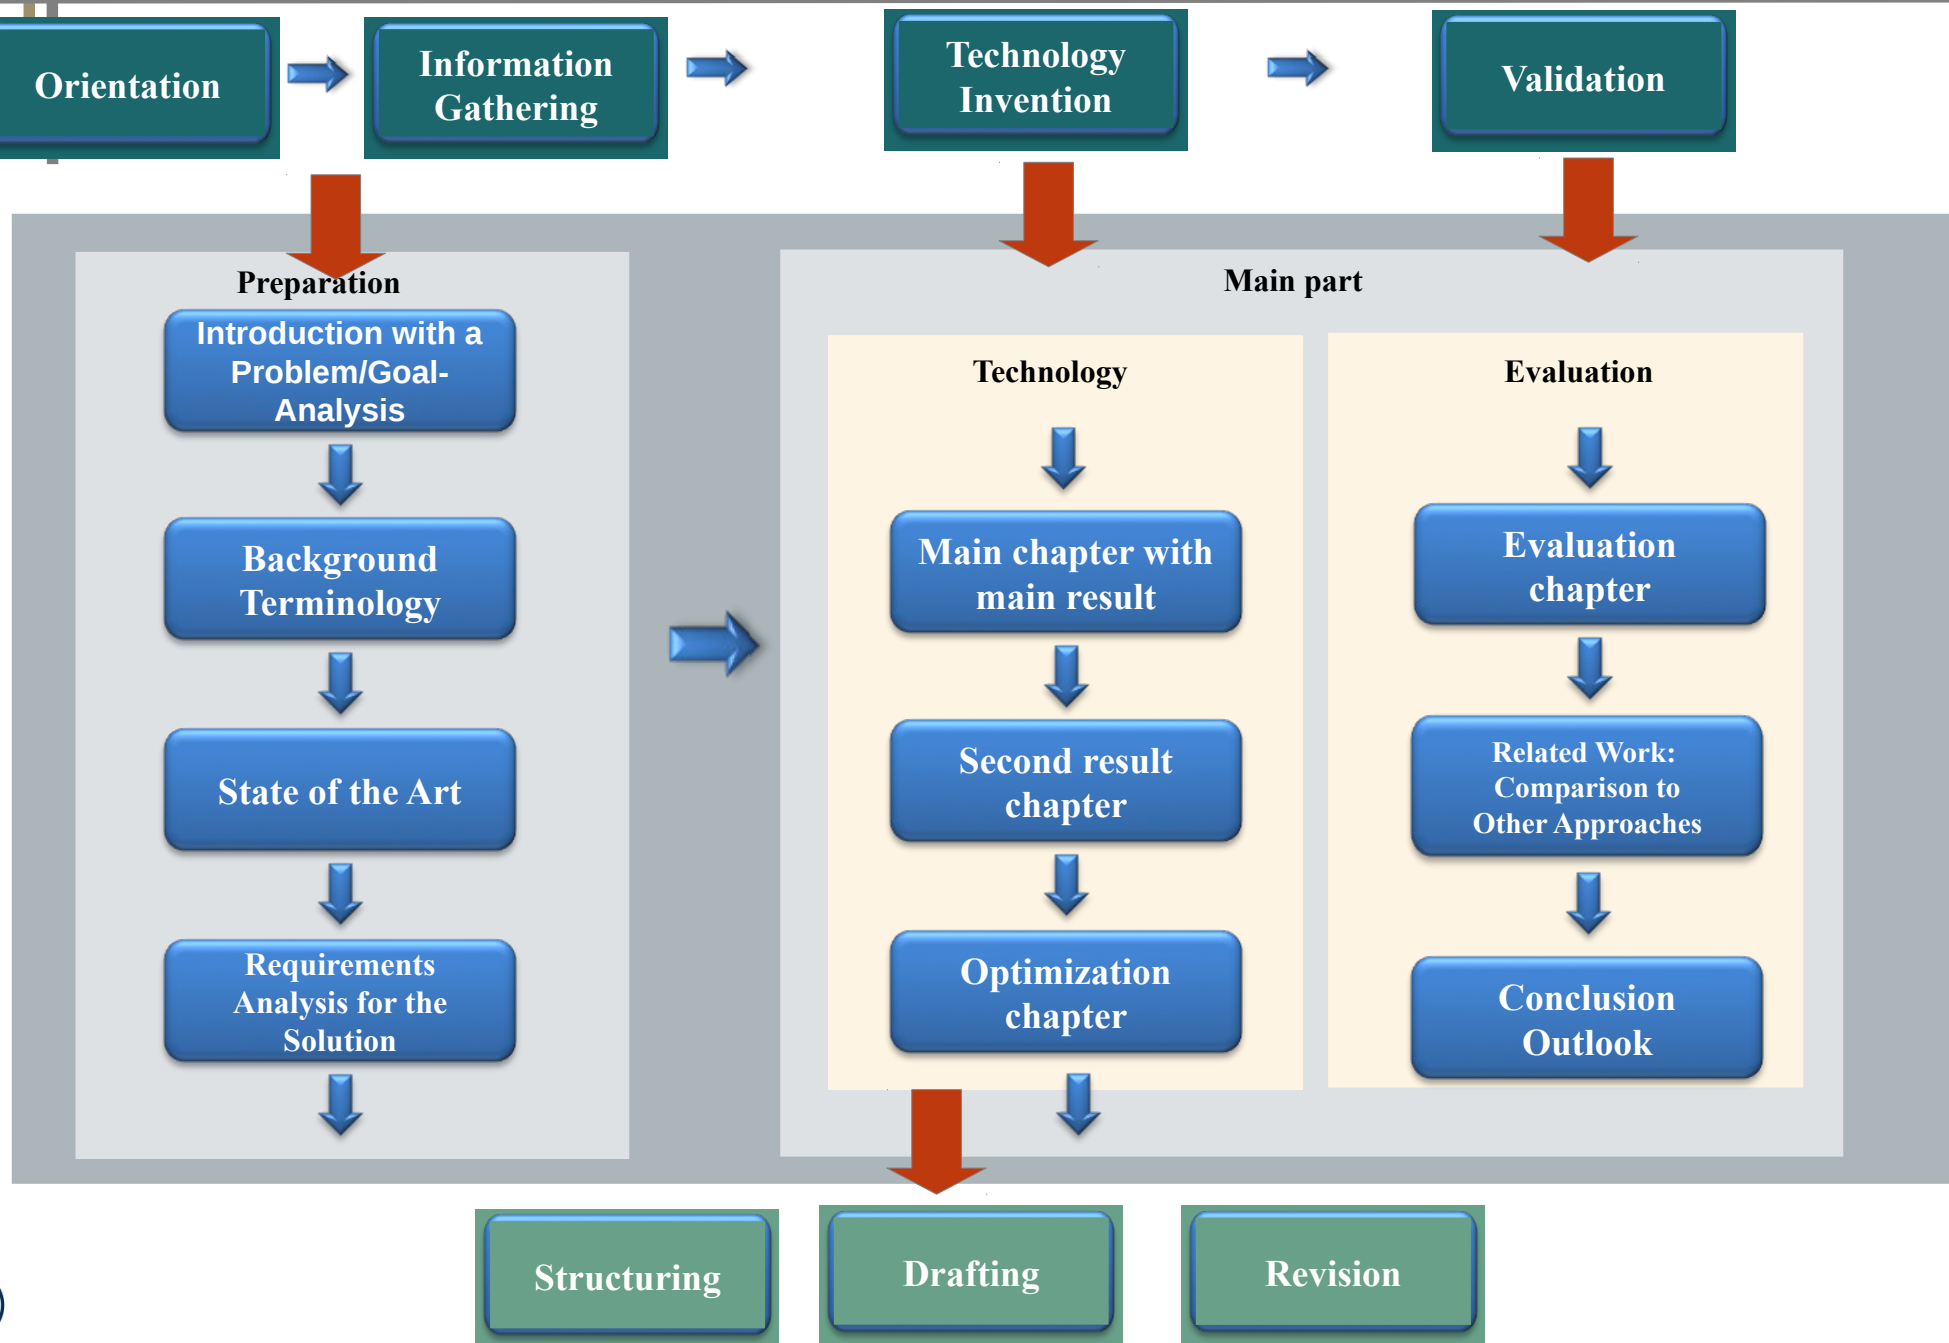 Orientation
Information
Gathering
Technology
Invention
Validation
Preparation
Introduction with a
Problem/Goal-
Analysis
Background
Terminology
State of the Art
Requirements
Analysis for the
Solution
Main part
Technology
Main chapter with
main result
Second result
chapter
Optimization
chapter
Evaluation
Evaluation
chapter
Related Work:
Comparison to
Other Approaches
Conclusion
Outlook
Structuring
Drafting
Revision